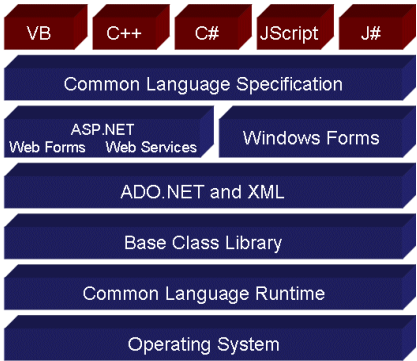 VB C++ C# JScript J#
Common Language Specification
ASP.NET
Web Forms Web Services
Windows Forms
ADO.NET and XML
Base Class Library
Common Language Runtime
Operating System